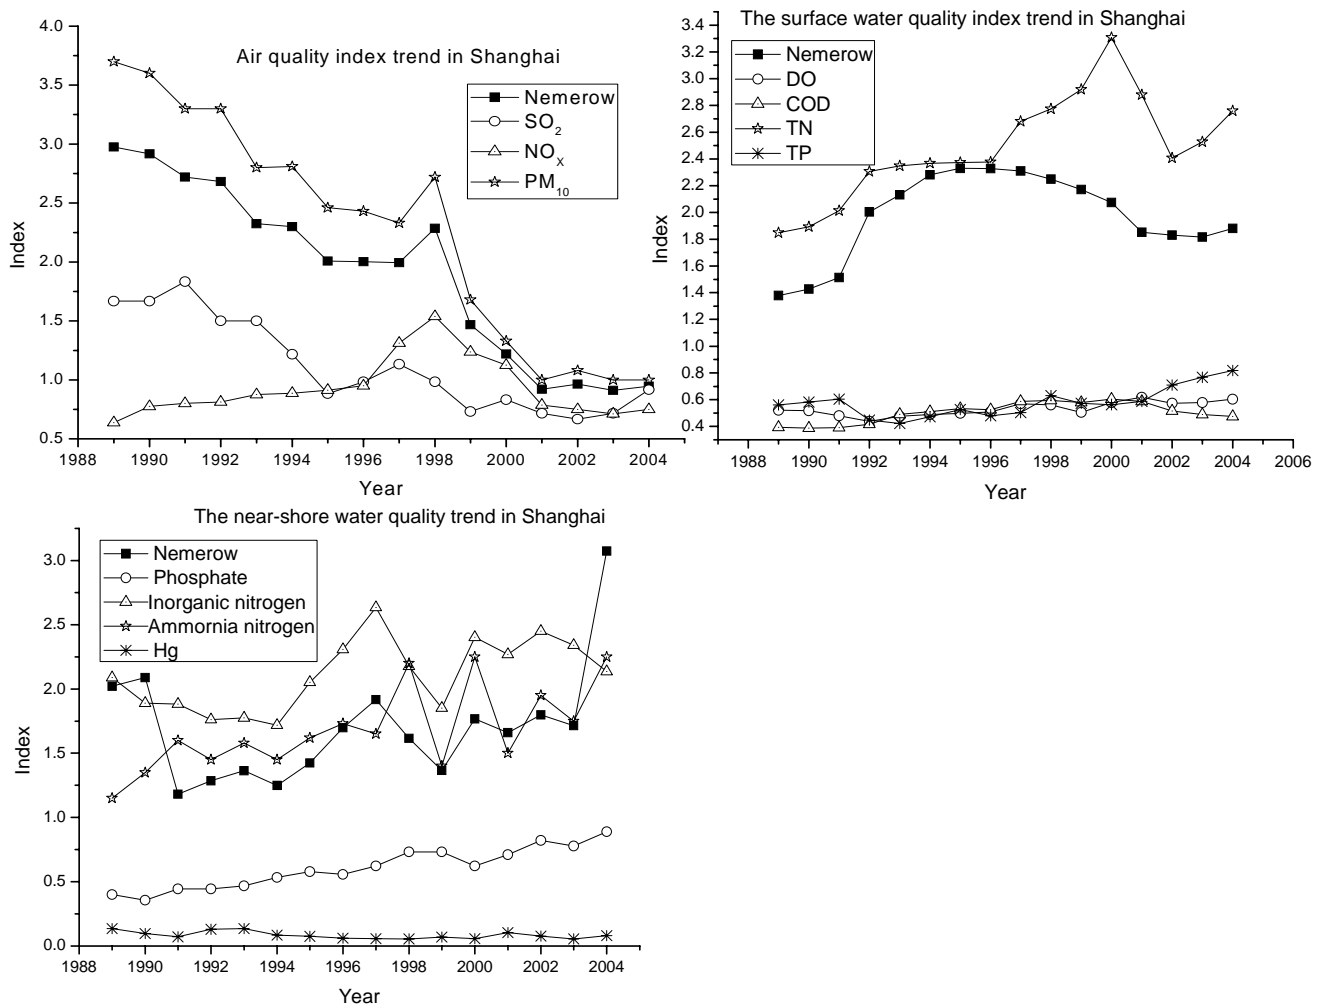 Air quality index trend in Shanghai
Nemerow
SO2
NOX
PM10
4.0
3.5
3.0
2.5
2.0
1.5
1.0
0.5
Index
1988 1990 1992 1994 1996 1998 2000 2002 2004
Year
The surface water quality index trend in Shanghai
Nemerow
DO
COD
TN
TP
3.4
3.2
3.0
2.8
2.6
2.4
2.2
2.0
1.8
1.6
1.4
1.2
1.0
0.8
0.6
0.4
Index
1988 1990 1992 1994 1996 1998 2000 2002 2004 2006
Year
The near-shore water quality trend in Shanghai
Nemerow
Phosphate
Inorganic nitrogen
Ammornia nitrogen
Hg
3.0
2.5
2.0
1.5
1.0
0.5
0.0
Index
1988 1990 1992 1994 1996 1998 2000 2002 2004
Year